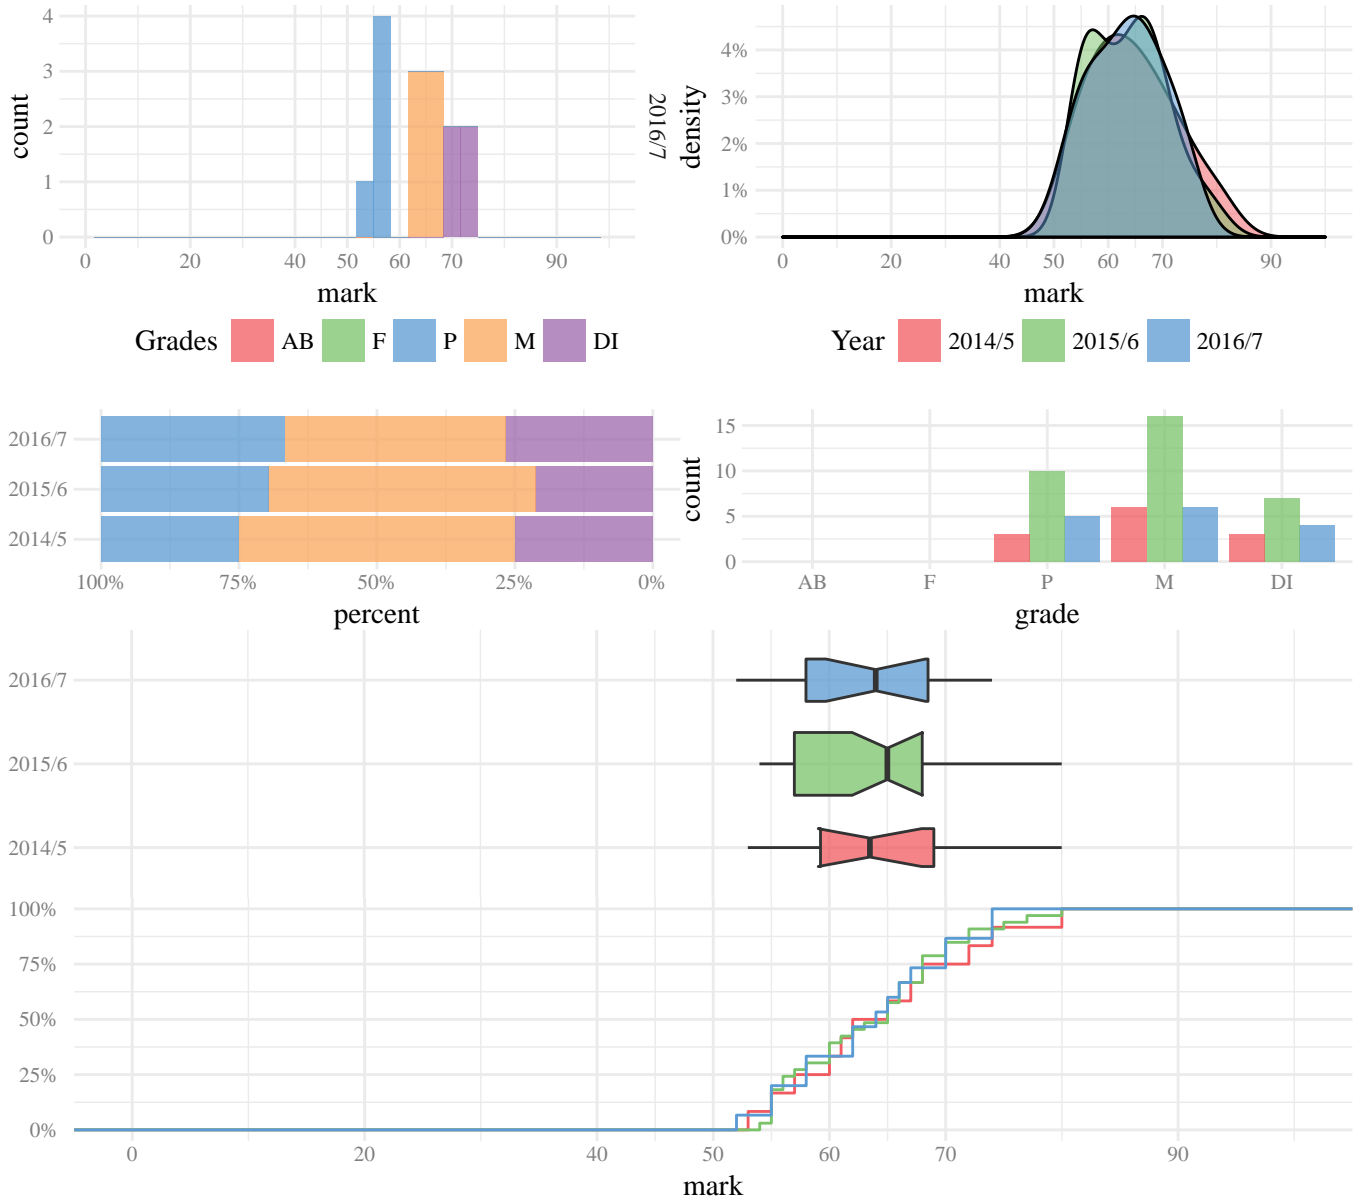 4
3
2
1
0
count
0 20 40 50 60 70 90
mark
2016/7
4%
3%
2%
1%
0%
density
0 20 40 50 60 70 90
mark
Grades AB F P M DI
Year 2014/5 2015/6 2016/7
2016/7
2015/6
2014/5
100% 75% 50% 25% 0%
percent
15
10
5
0
count
AB F P M DI
grade
2016/7
2015/6
2014/5
100%
75%
50%
25%
0%
0 20 40 50 60 70 90
mark